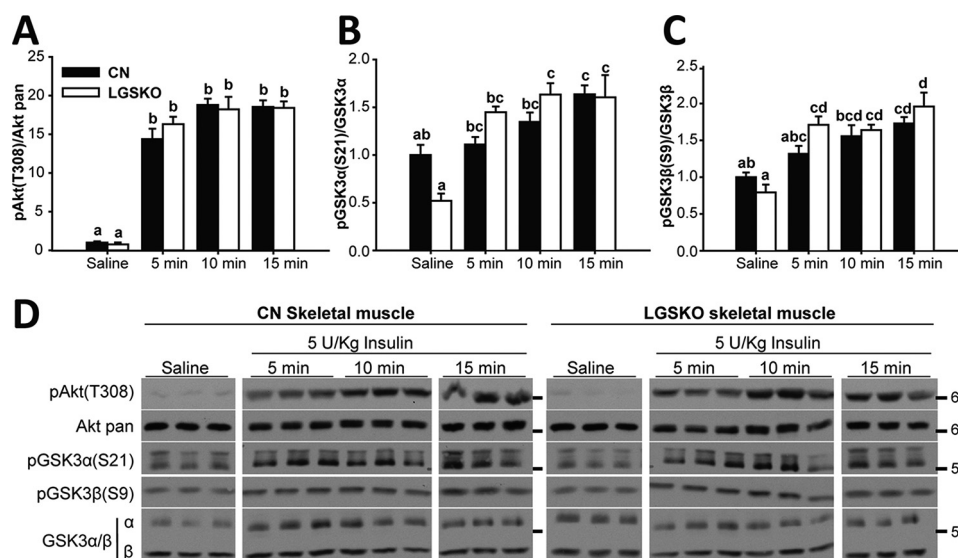 A
pAkt(T308)/Akt pan
25
20
15
10
5
0
CN
LGSKO
a a
b b
b b
b b
Saline 5 min 10 min 15 min
B
pGSK3α(S21)/GSK3α
2.0
1.5
1.0
0.5
0.0
ab a
bc bc
bc c
c c
Saline 5 min 10 min 15 min
C
pGSK3β(S9)/GSK3β
2.5
2.0
1.5
1.0
0.5
0.0
ab a
abc cd
bcd cd
cd d
Saline 5 min 10 min 15 min
D
CN Skeletal muscle LGSKO skeletal muscle
5 U/Kg Insulin 5 U/Kg Insulin
Saline 5 min 10 min 15 min Saline 5 min 10 min 15 min
pAkt(T308) 6
Akt pan 6
pGSK3α(S21) 5
pGSK3β(S9)
GSK3α/β α 5
β